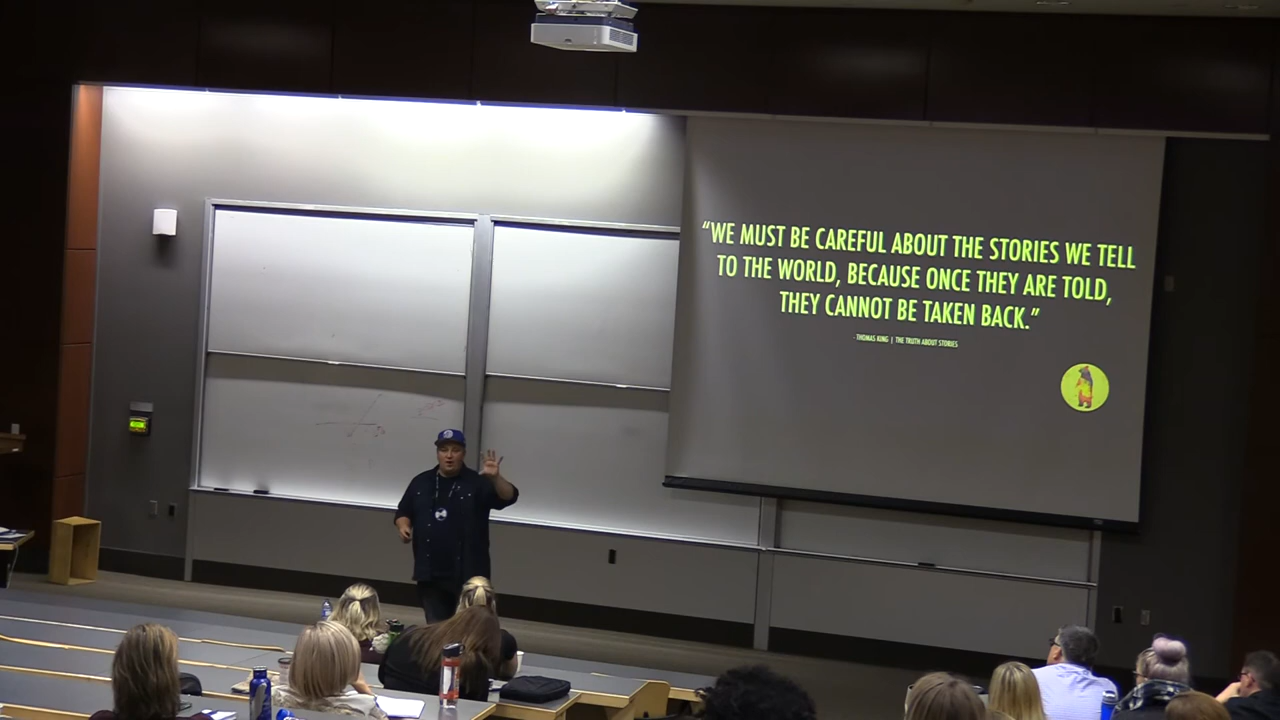 “WE MUST BE CAREFUL ABOUT THE STORIES WE TELL
TO THE WORLD, BECAUSE ONCE THEY ARE TOLD,
THEY CANNOT BE TAKEN BACK.”
- THOMAS KING | THE TRUTH ABOUT STORIES